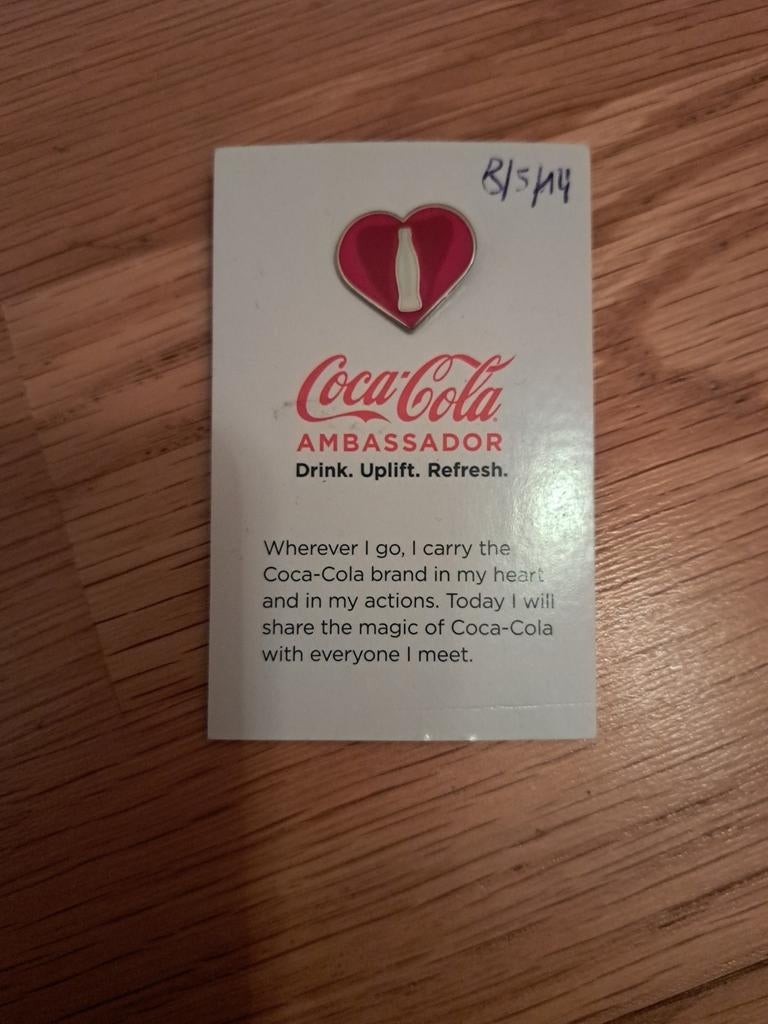 B/5/14
Coca-Cola
AMBASSADOR
Drink. Uplift. Refresh.
Wherever I go, I carry the
Coca-Cola brand in my heart
and in my actions. Today I will
share the magic of Coca-Cola
with everyone I meet.